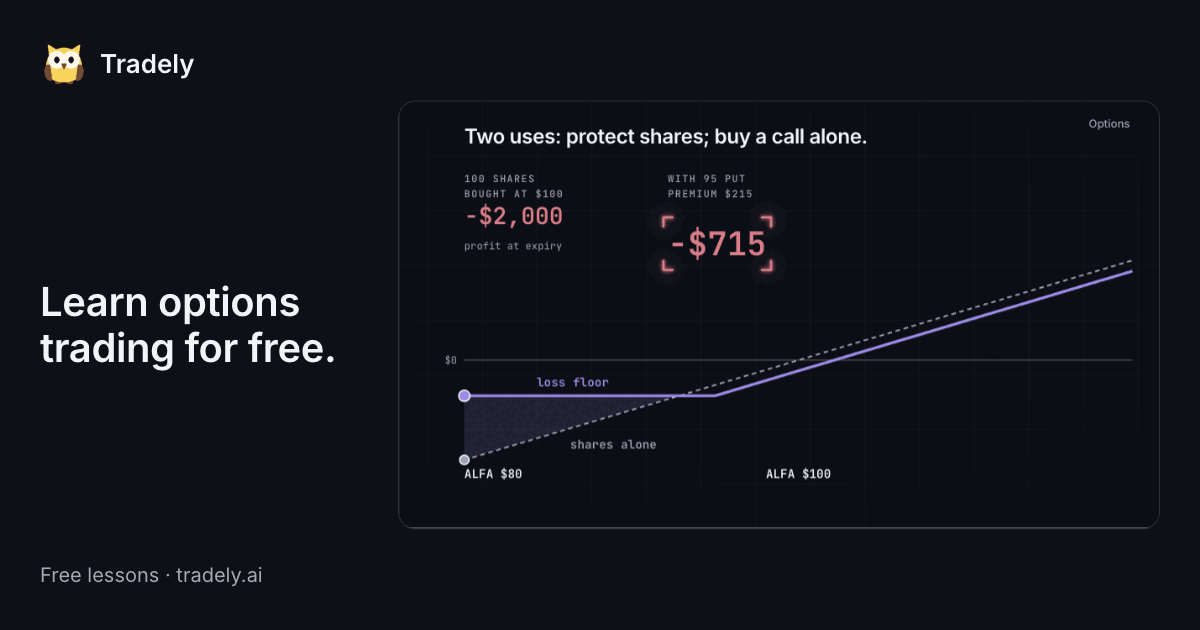 Tradely
Learn options
trading for free.
Free lessons · tradely.ai
Options
Two uses: protect shares; buy a call alone.
100 SHARES
BOUGHT AT $100
-$2,000
profit at expiry
WITH 95 PUT
PREMIUM $215
-$715
$0
loss floor
shares alone
ALFA $80
ALFA $100